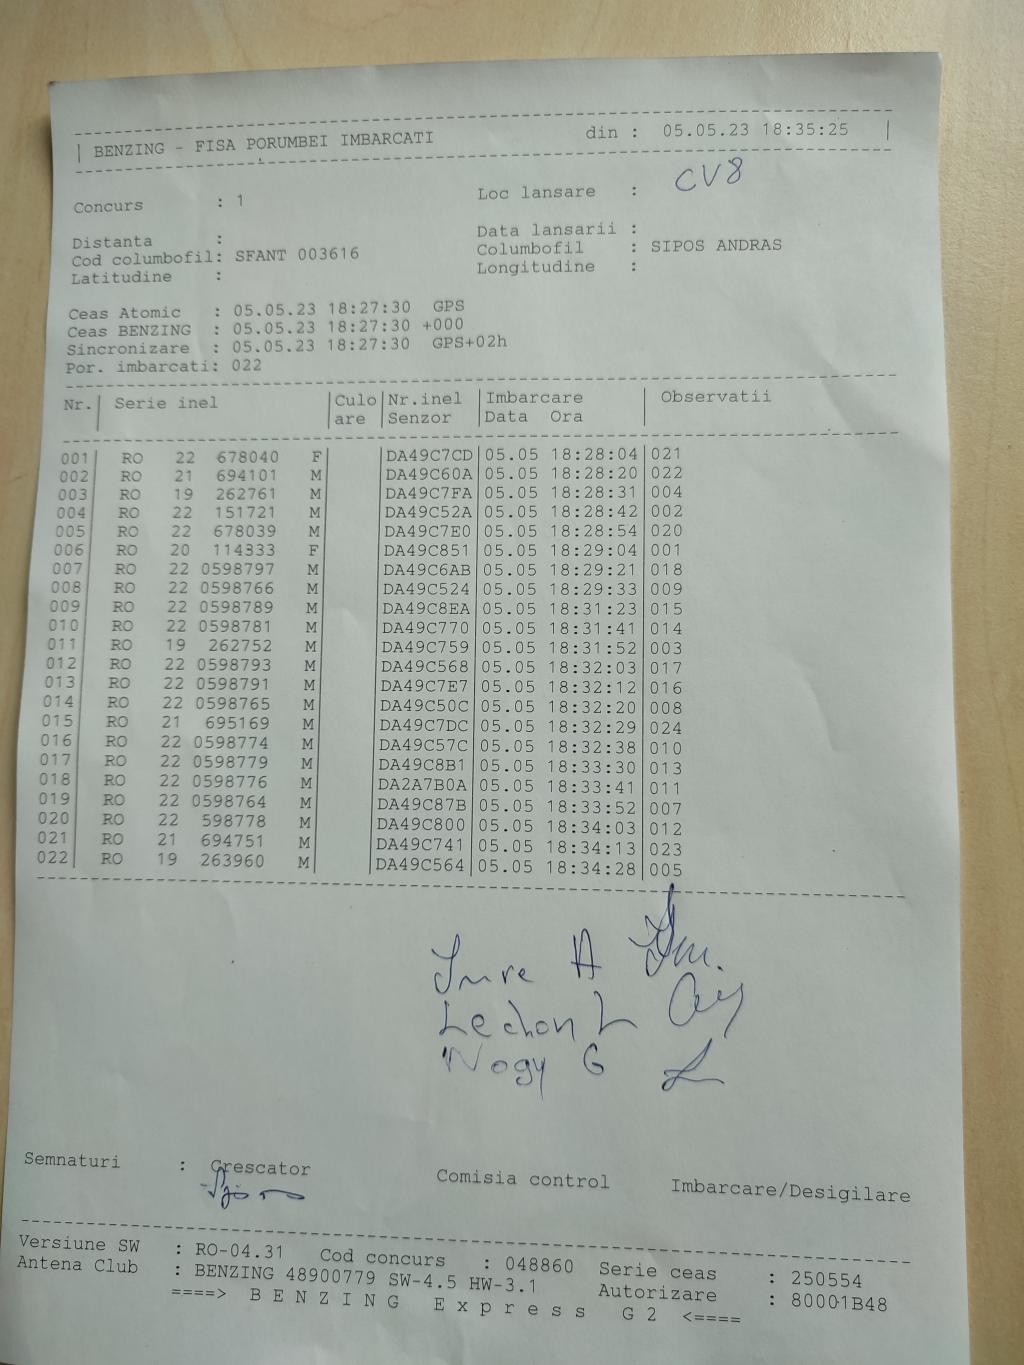 BENZING - FISA PORUMBEI IMBARCATI din : 05.05.23 18:35:25
Concurs : 1 Loc lansare : CV8
Distanta : Data lansarii :
Cod columbofil: SFANT 003616 Columbofil : SIPOS ANDRAS
Latitudine : Longitudine :
Ceas Atomic : 05.05.23 18:27:30 GPS
Ceas BENZING : 05.05.23 18:27:30 +000
Sincronizare : 05.05.23 18:27:30 GPS+02h
Por. imbarcati: 022
Nr. Serie inel Culo Nr.inel Imbarcare Observatii
are Senzor Data Ora
001 RO 22 678040 F DA49C7CD 05.05 18:28:04 021
002 RO 21 694101 M DA49C60A 05.05 18:28:20 022
003 RO 19 262761 M DA49C7FA 05.05 18:28:31 004
004 RO 22 151721 M DA49C52A 05.05 18:28:42 002
005 RO 22 678039 M DA49C7E0 05.05 18:28:54 020
006 RO 20 114333 F DA49C851 05.05 18:29:04 001
007 RO 22 0598797 M DA49C6AB 05.05 18:29:21 018
008 RO 22 0598766 M DA49C524 05.05 18:29:33 009
009 RO 22 0598789 M DA49C8EA 05.05 18:31:23 015
010 RO 22 0598781 M DA49C770 05.05 18:31:41 014
011 RO 19 262752 M DA49C759 05.05 18:31:52 003
012 RO 22 0598793 M DA49C568 05.05 18:32:03 017
013 RO 22 0598791 M DA49C7E7 05.05 18:32:12 016
014 RO 22 0598765 M DA49C50C 05.05 18:32:20 008
015 RO 21 695169 M DA49C7DC 05.05 18:32:29 024
016 RO 22 0598774 M DA49C57C 05.05 18:32:38 010
017 RO 22 0598779 M DA49C8B1 05.05 18:33:30 013
018 RO 22 0598776 M DA2A7B0A 05.05 18:33:41 011
019 RO 22 0598764 M DA49C87B 05.05 18:33:52 007
020 RO 22 598778 M DA49C800 05.05 18:34:03 012
021 RO 21 694751 M DA49C741 05.05 18:34:13 023
022 RO 19 263960 M DA49C564 05.05 18:34:28 005
Imre A
Lechon L
Nogy G
Semnaturi : Crescator Comisia control Imbarcare/Desigilare
Versiune SW : RO-04.31 Cod concurs : 048860 Serie ceas : 250554
Antena Club : BENZING 48900779 SW-4.5 HW-3.1 Autorizare : 80001B48
====> B E N Z I N G E x p r e s s G 2 <====